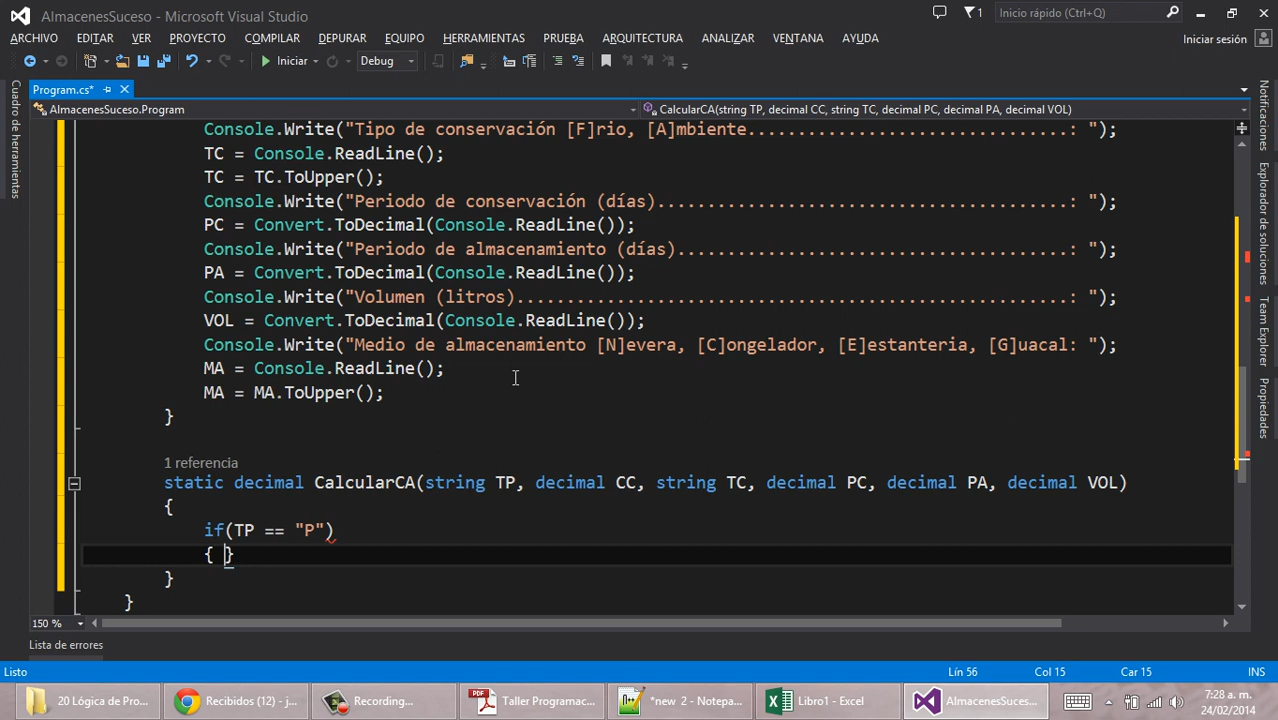 AlmacenesSuceso - Microsoft Visual Studio
1
Inicio rápido (Ctrl+Q)
ARCHIVO EDITAR VER PROYECTO COMPILAR DEPURAR EQUIPO HERRAMIENTAS PRUEBA ARQUITECTURA ANALIZAR VENTANA AYUDA
Iniciar sesión
Iniciar Debug
Program.cs*
AlmacenesSuceso.Program
CalcularCA(string TP, decimal CC, string TC, decimal PC, decimal PA, decimal VOL)
Cuadro de herramientas
Console.Write("Tipo de conservación [F]rio, [A]mbiente................................: ");
TC = Console.ReadLine();
TC = TC.ToUpper();
Console.Write("Periodo de conservación (días).........................................: ");
PC = Convert.ToDecimal(Console.ReadLine());
Console.Write("Periodo de almacenamiento (días).......................................: ");
PA = Convert.ToDecimal(Console.ReadLine());
Console.Write("Volumen (litros).......................................................: ");
VOL = Convert.ToDecimal(Console.ReadLine());
Console.Write("Medio de almacenamiento [N]evera, [C]ongelador, [E]estanteria, [G]uacal: ");
MA = Console.ReadLine();
MA = MA.ToUpper();
}
1 referencia
static decimal CalcularCA(string TP, decimal CC, string TC, decimal PC, decimal PA, decimal VOL)
{
if(TP == "P")
{ }
}
}
Notificaciones
Explorador de soluciones
Team Explorer
Propiedades
150 %
Lista de errores
Listo
Lín 56
Col 15
Car 15
INS
20 Lógica de Pro...
Recibidos (12) - j...
Recording...
Taller Programac...
*new 2 - Notepa...
Libro1 - Excel
AlmacenesSuces...
7:28 a. m.
24/02/2014